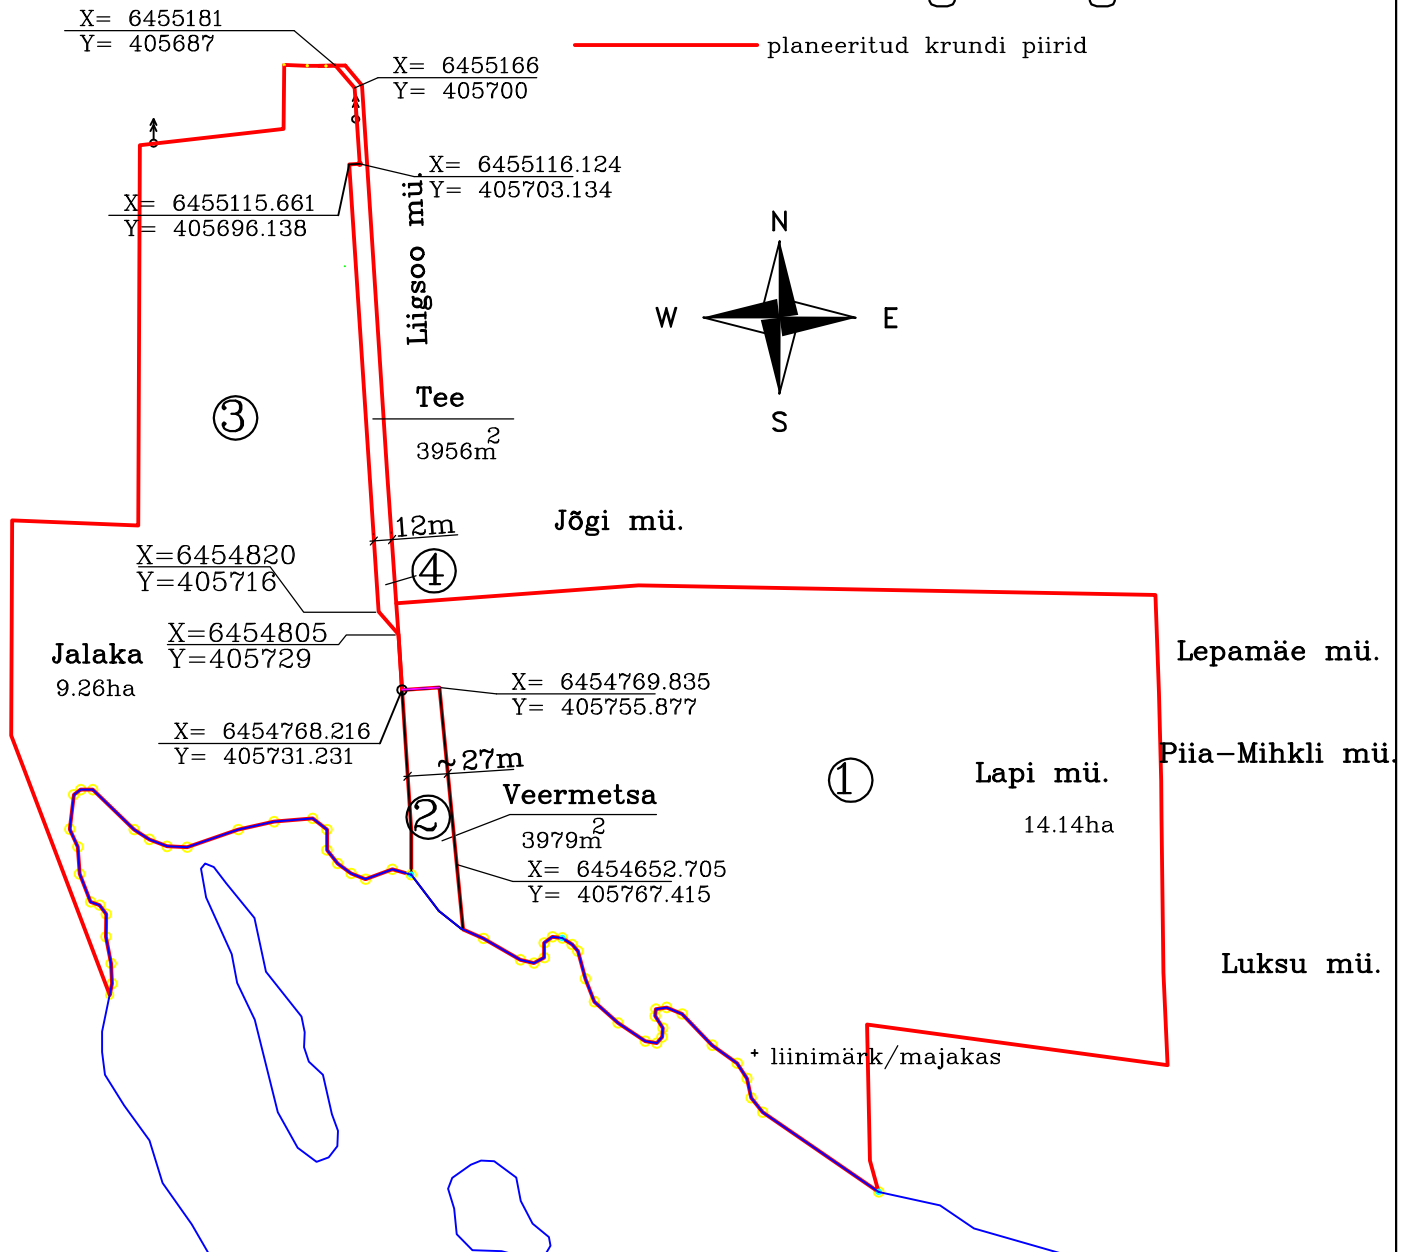 X= 6455181
Y= 405687
planeeritud krundi piirid
X= 6455166
Y= 405700
X= 6455116.124
Y= 405703.134
X= 6455115.661
Y= 405696.138
Liigsoo mü.
N
W
E
S
Tee
3956m2
3
12m
Jõgi mü.
X=6454820
Y=405716
4
X=6454805
Y=405729
Jalaka
9.26ha
Lepamäe mü.
X= 6454769.835
Y= 405755.877
X= 6454768.216
Y= 405731.231
~27m
Piia-Mihkli mü.
1
Lapi mü.
14.14ha
Veermetsa
3979m2
2
X= 6454652.705
Y= 405767.415
Luksu mü.
+ liinimärk/majakas